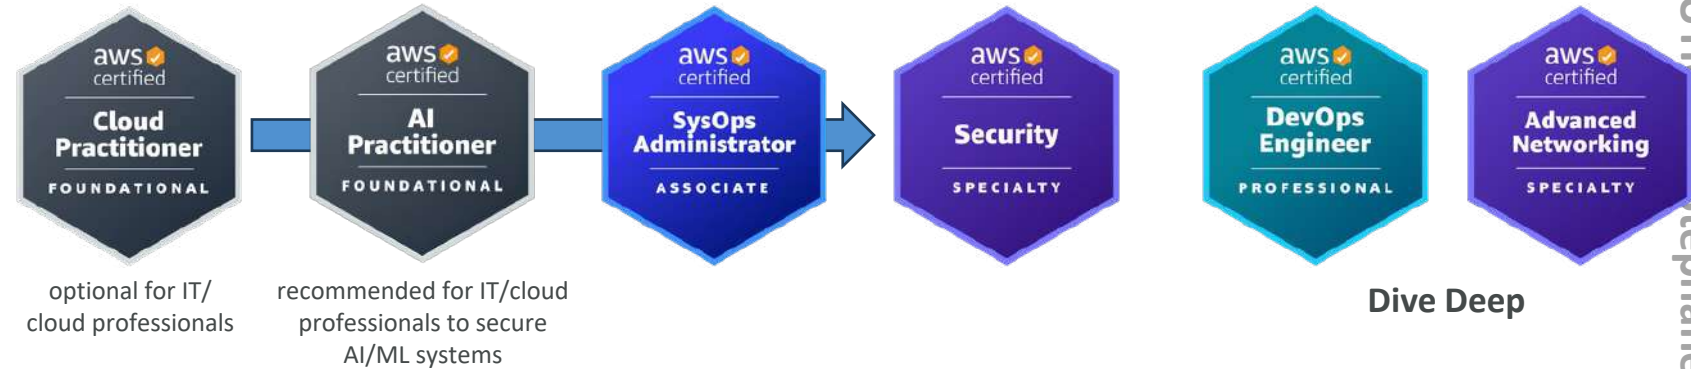 aws
certified
Cloud
Practitioner
FOUNDATIONAL
aws
certified
AI
Practitioner
FOUNDATIONAL
aws
certified
SysOps
Administrator
ASSOCIATE
aws
certified
Security
SPECIALTY
aws
certified
DevOps
Engineer
PROFESSIONAL
aws
certified
Advanced
Networking
SPECIALTY
optional for IT/
cloud professionals
recommended for IT/cloud
professionals to secure
AI/ML systems
Dive Deep